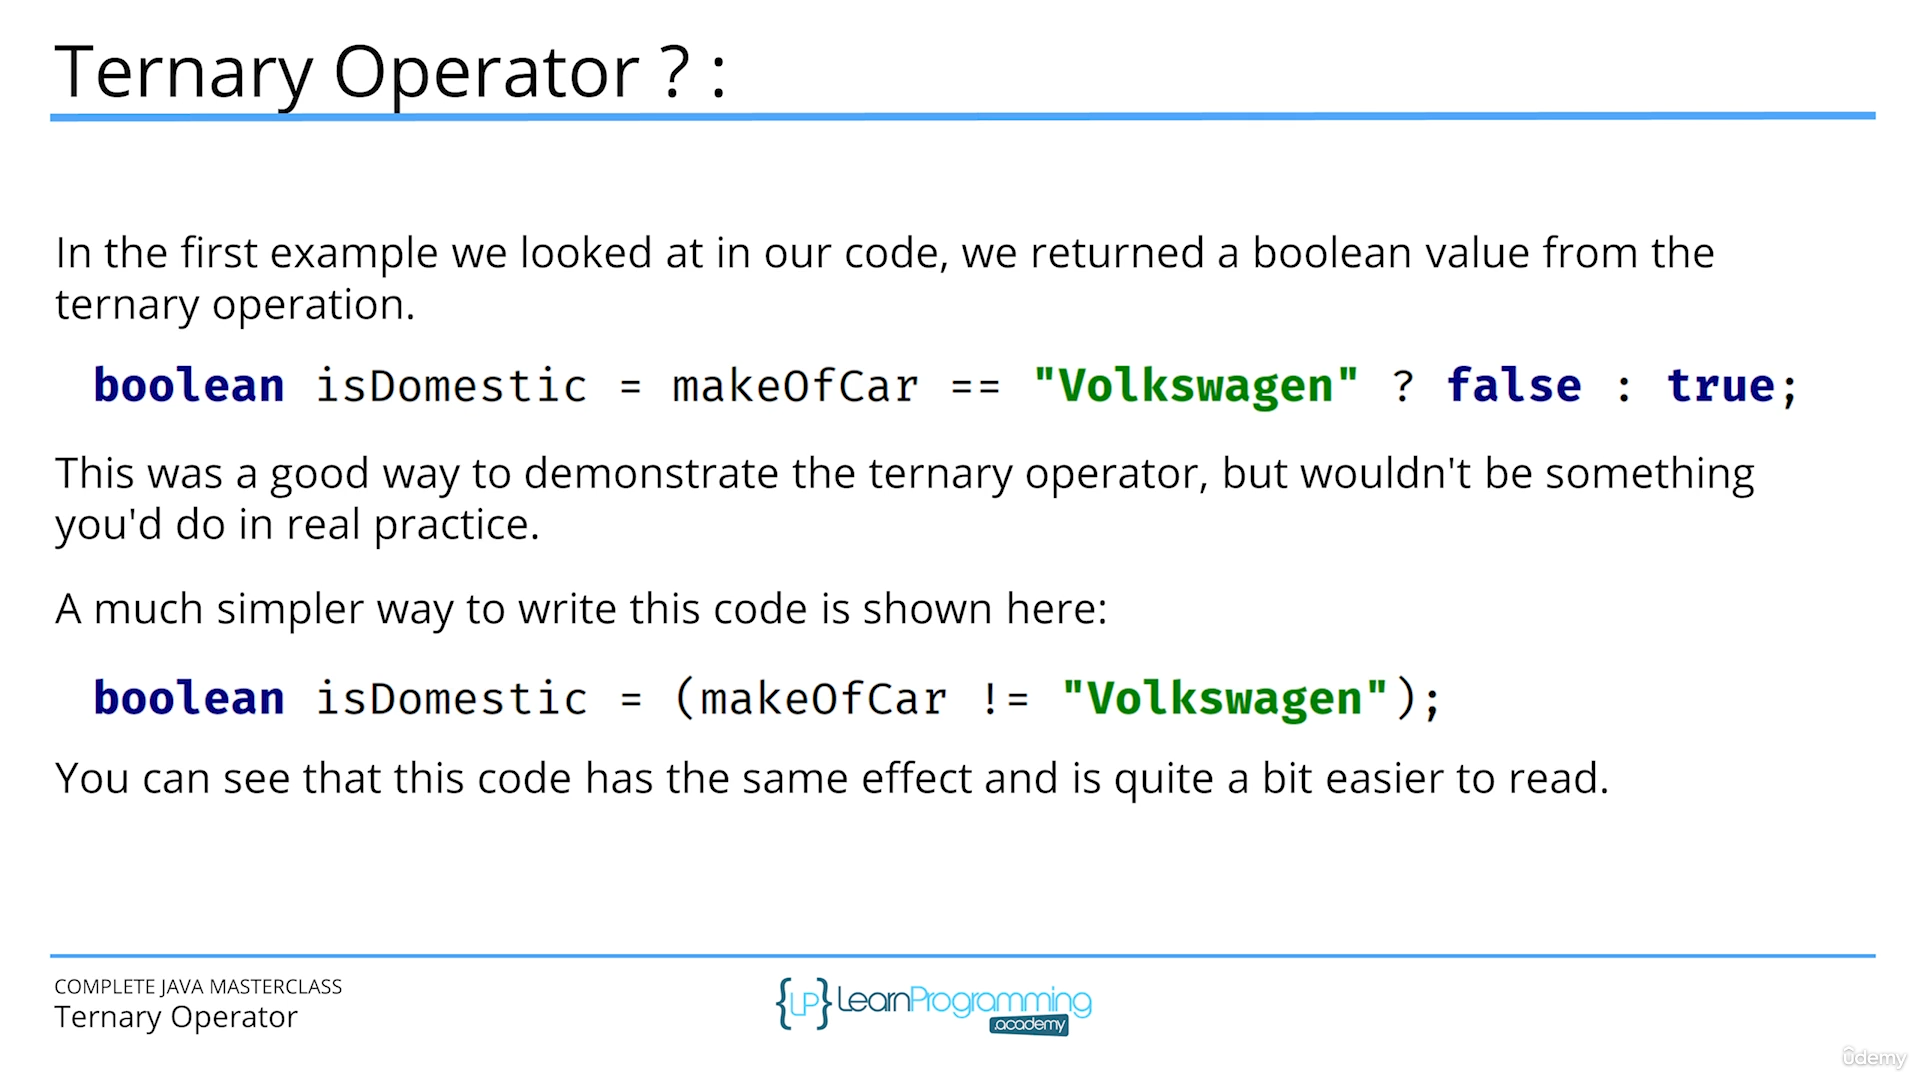 Ternary Operator ? :
In the first example we looked at in our code, we returned a boolean value from the
ternary operation.
boolean isDomestic = makeOfCar == "Volkswagen" ? false : true;
This was a good way to demonstrate the ternary operator, but wouldn't be something
you'd do in real practice.
A much simpler way to write this code is shown here:
boolean isDomestic = (makeOfCar != "Volkswagen");
You can see that this code has the same effect and is quite a bit easier to read.
COMPLETE JAVA MASTERCLASS
Ternary Operator
{LP} LearnProgramming
.academy
ûdemy